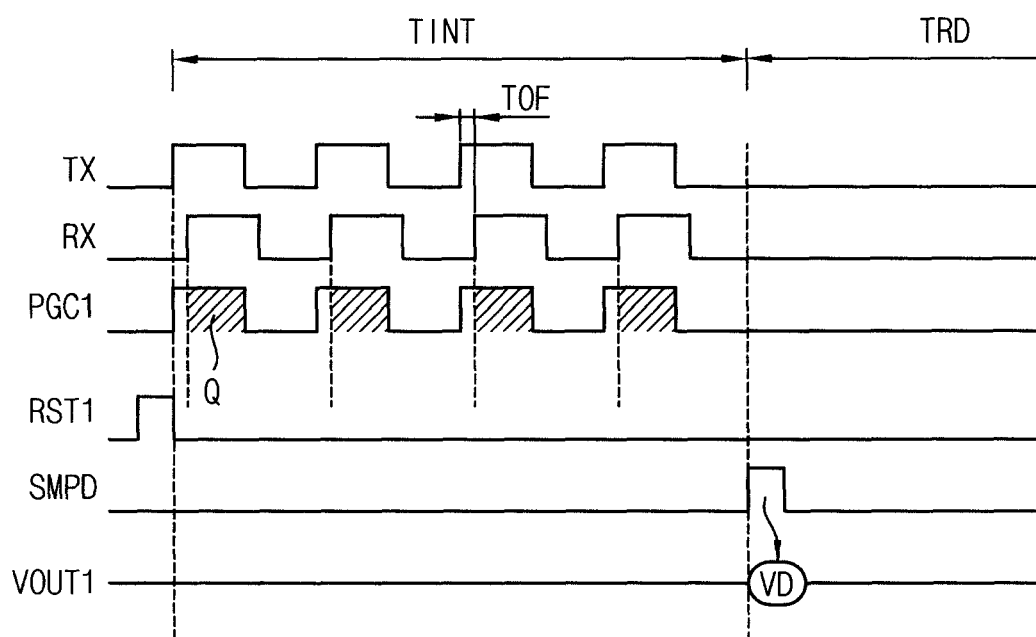 TINT TRD
TOF
TX
RX
PGC1
Q
RST1
SMPD
VOUT1 VD